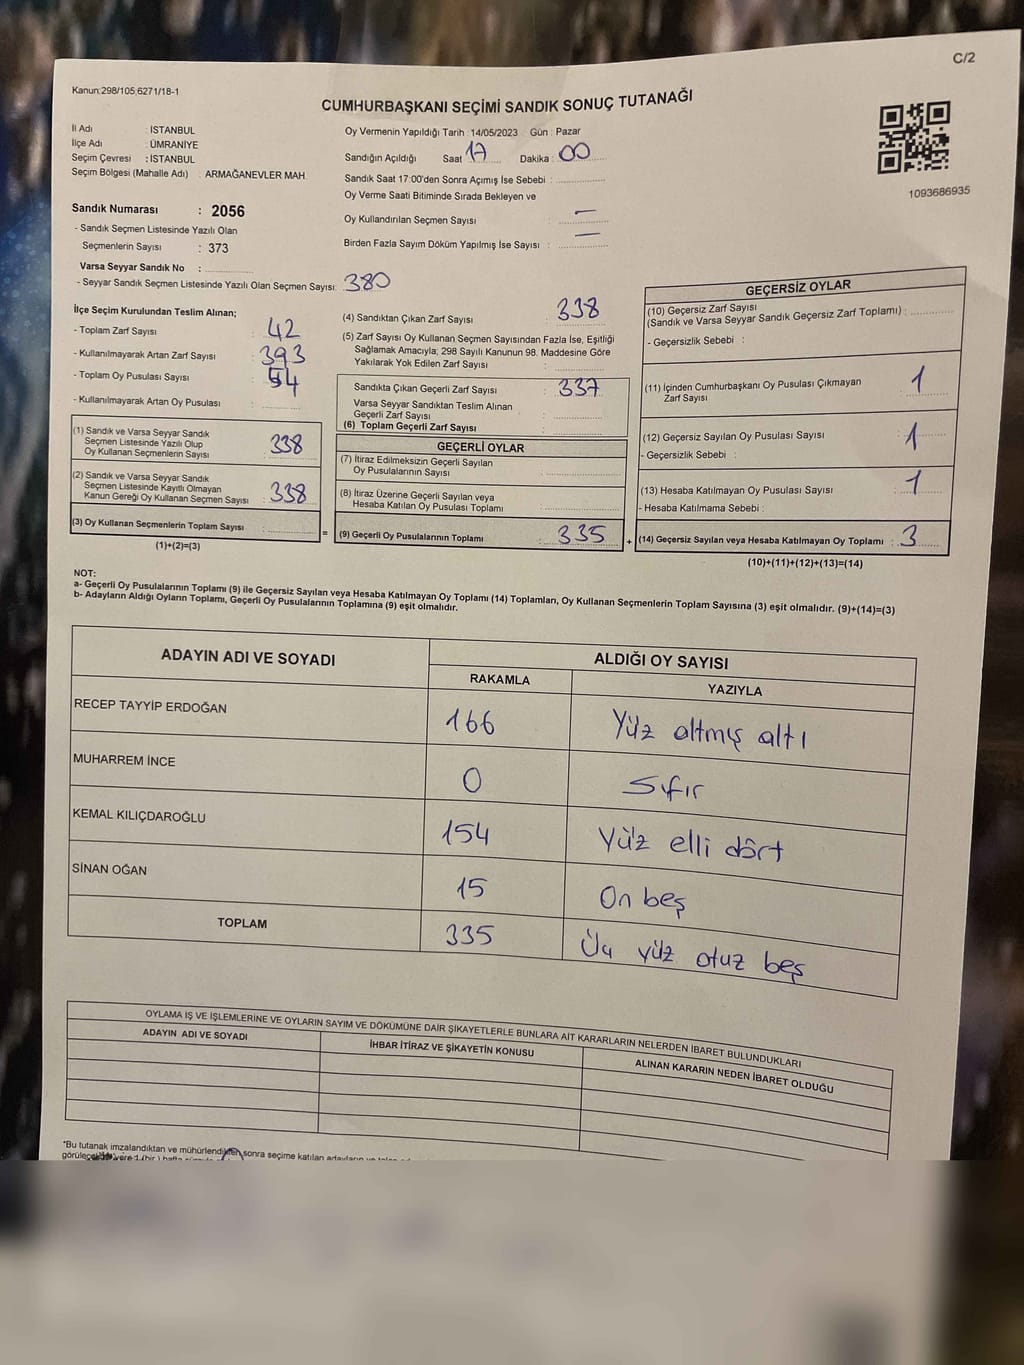 C/2
Kanun:298/105,6271/18-1
CUMHURBAŞKANI SEÇİMİ SANDIK SONUÇ TUTANAĞI
İl Adı : İSTANBUL
İlçe Adı : ÜMRANİYE
Seçim Çevresi : İSTANBUL
Seçim Bölgesi (Mahalle Adı) : ARMAĞANEVLER MAH.
Sandık Numarası : 2056
- Sandık Seçmen Listesinde Yazılı Olan
Seçmenlerin Sayısı : 373
Varsa Seyyar Sandık No :
- Seyyar Sandık Seçmen Listesinde Yazılı Olan Seçmen Sayısı: 380
Oy Vermenin Yapıldığı Tarih : 14/05/2023 Gün : Pazar
Sandığın Açıldığı Saat 17 Dakika : 00
Sandık Saat 17:00'den Sonra Açımış İse Sebebi :
Oy Verme Saati Bitiminde Sırada Bekleyen ve
Oy Kullandırılan Seçmen Sayısı : —
Birden Fazla Sayım Döküm Yapılmış İse Sayısı : —
1093686935
İlçe Seçim Kurulundan Teslim Alınan;
- Toplam Zarf Sayısı : 42
- Kullanılmayarak Artan Zarf Sayısı : 393
- Toplam Oy Pusulası Sayısı : 54
- Kullanılmayarak Artan Oy Pusulası :
(1) Sandık ve Varsa Seyyar Sandık
Seçmen Listesinde Yazılı Olup
Oy Kullanan Seçmenlerin Sayısı : 338
(2) Sandık ve Varsa Seyyar Sandık
Seçmen Listesinde Kayıtlı Olmayan
Kanun Gereği Oy Kullanan Seçmen Sayısı : 338
(3) Oy Kullanan Seçmenlerin Toplam Sayısı :
(1)+(2)=(3)
(4) Sandıktan Çıkan Zarf Sayısı : 338
(5) Zarf Sayısı Oy Kullanan Seçmen Sayısından Fazla İse, Eşitliği
Sağlamak Amacıyla; 298 Sayılı Kanunun 98. Maddesine Göre
Yakılarak Yok Edilen Zarf Sayısı :
Sandıkta Çıkan Geçerli Zarf Sayısı : 337
Varsa Seyyar Sandıktan Teslim Alınan
Geçerli Zarf Sayısı :
(6) Toplam Geçerli Zarf Sayısı :
GEÇERLİ OYLAR
(7) İtiraz Edilmeksizin Geçerli Sayılan
Oy Pusulalarının Sayısı :
(8) İtiraz Üzerine Geçerli Sayılan veya
Hesaba Katılan Oy Pusulası Toplamı :
= (9) Geçerli Oy Pusulalarının Toplamı : 335 +
GEÇERSİZ OYLAR
(10) Geçersiz Zarf Sayısı
(Sandık ve Varsa Seyyar Sandık Geçersiz Zarf Toplamı) :
- Geçersizlik Sebebi :
(11) İçinden Cumhurbaşkanı Oy Pusulası Çıkmayan
Zarf Sayısı : 1
(12) Geçersiz Sayılan Oy Pusulası Sayısı : 1
- Geçersizlik Sebebi :
(13) Hesaba Katılmayan Oy Pusulası Sayısı : 1
- Hesaba Katılmama Sebebi :
(14) Geçersiz Sayılan veya Hesaba Katılmayan Oy Toplamı : 3
(10)+(11)+(12)+(13)=(14)
NOT:
a- Geçerli Oy Pusulalarının Toplamı (9) ile Geçersiz Sayılan veya Hesaba Katılmayan Oy Toplamı (14) Toplamları, Oy Kullanan Seçmenlerin Toplam Sayısına (3) eşit olmalıdır. (9)+(14)=(3)
b- Adayların Aldığı Oyların Toplamı, Geçerli Oy Pusulalarının Toplamına (9) eşit olmalıdır.
ADAYIN ADI VE SOYADI ALDIĞI OY SAYISI
RAKAMLA YAZIYLA
RECEP TAYYİP ERDOĞAN 166 Yüz altmış altı
MUHARREM İNCE 0 Sıfır
KEMAL KILIÇDAROĞLU 154 Yüz elli dört
SİNAN OĞAN 15 On beş
TOPLAM 335 Üç yüz otuz beş
OYLAMA İŞ VE İŞLEMLERİNE VE OYLARIN SAYIM VE DÖKÜMÜNE DAİR ŞİKAYETLERLE BUNLARA AİT KARARLARIN NELERDEN İBARET BULUNDUKLARI
ADAYIN ADI VE SOYADI İHBAR İTİRAZ VE ŞİKAYETİN KONUSU ALINAN KARARIN NEDEN İBARET OLDUĞU
*Bu tutanak imzalandıktan ve mühürlendikten sonra seçime katılan adayların ve